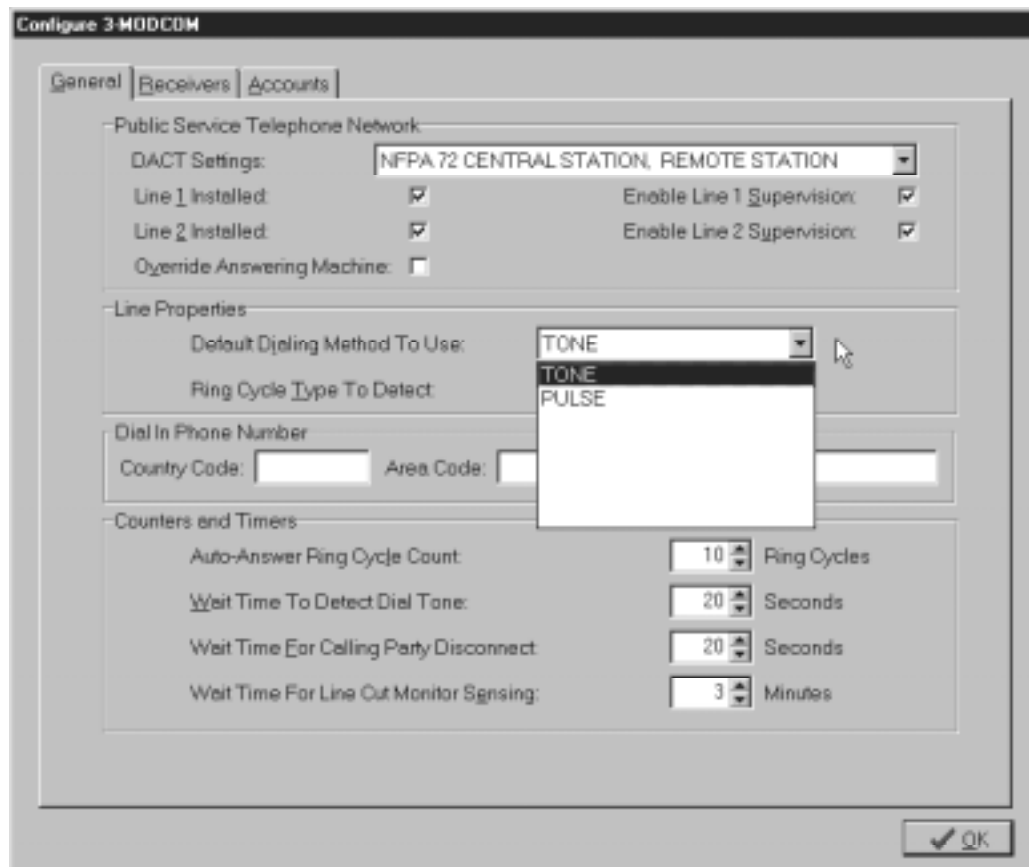 Configure 3-MODCOM
General Receivers Accounts
Public Service Telephone Network
DACT Settings: NFPA 72 CENTRAL STATION, REMOTE STATION
Line 1 Installed: Enable Line 1 Supervision:
Line 2 Installed: Enable Line 2 Supervision:
Override Answering Machine:
Line Properties
Default Dialing Method To Use: TONE
TONE
Ring Cycle Type To Detect
PULSE
Dial In Phone Number
Country Code: Area Code:
Counters and Timers
Auto-Answer Ring Cycle Count: 10 Ring Cycles
Wait Time To Detect Dial Tone: 20 Seconds
Wait Time For Calling Party Disconnect 20 Seconds
Wait Time For Line Cut Monitor Sensing: 3 Minutes
OK